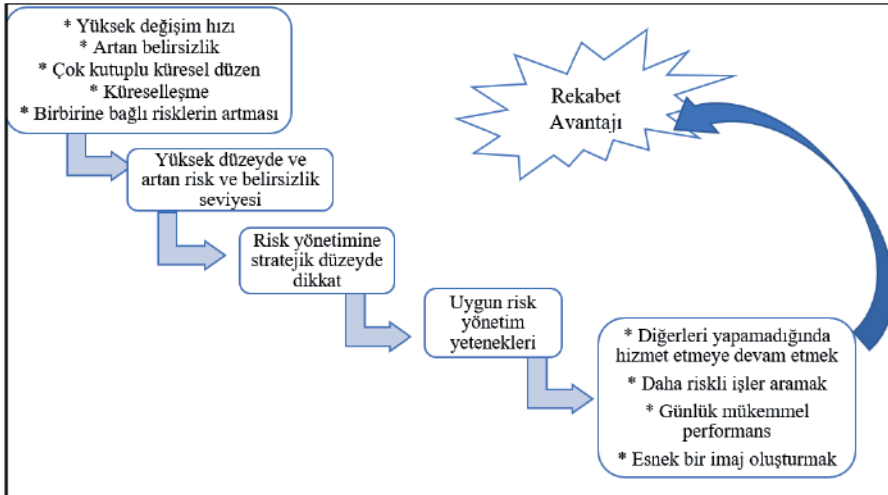 * Yüksek değişim hızı
* Artan belirsizlik
* Çok kutuplu küresel düzen
* Küreselleşme
* Birbirine bağlı risklerin artması
Yüksek düzeyde ve
artan risk ve belirsizlik
seviyesi
Risk yönetimine
stratejik düzeyde
dikkat
Uygun risk
yönetim
yetenekleri
* Diğerleri yapamadığında
hizmet etmeye devam etmek
* Daha riskli işler aramak
* Günlük mükemmel
performans
* Esnek bir imaj oluşturmak
Rekabet
Avantajı